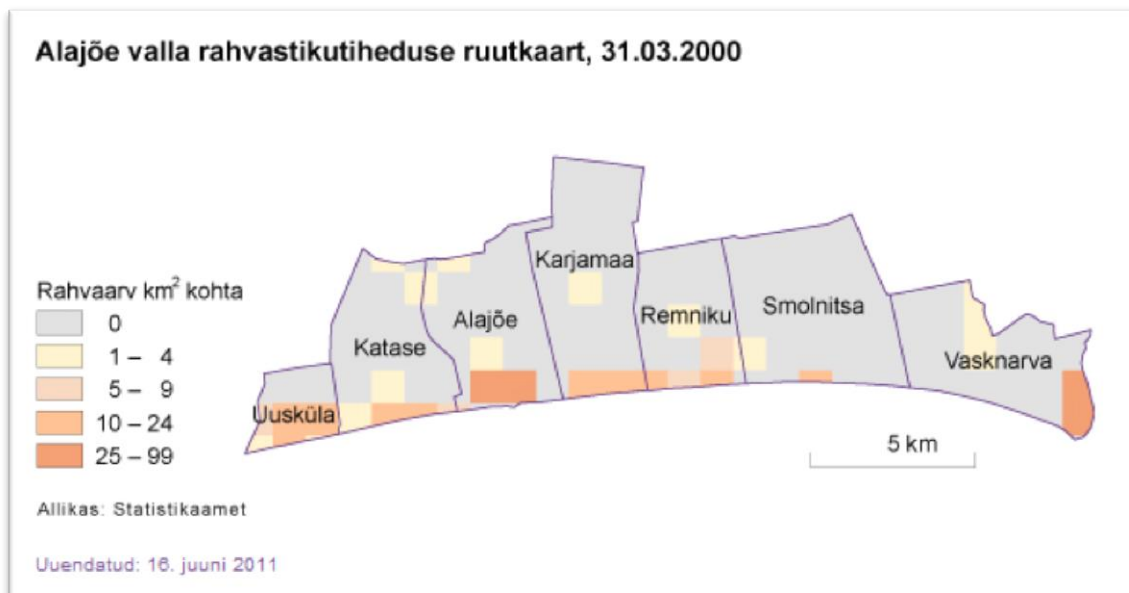 Alajõe valla rahvastikutiheduse ruutkaart, 31.03.2000
Karjamaa
Rahvaarv km² kohta
0
1 – 4
5 – 9
10 – 24
25 – 99
Alajõe
Remniku
Smolnitsa
Katase
Vasknarva
Uusküla
5 km
Allikas: Statistikaamet
Uuendatud: 16. juuni 2011